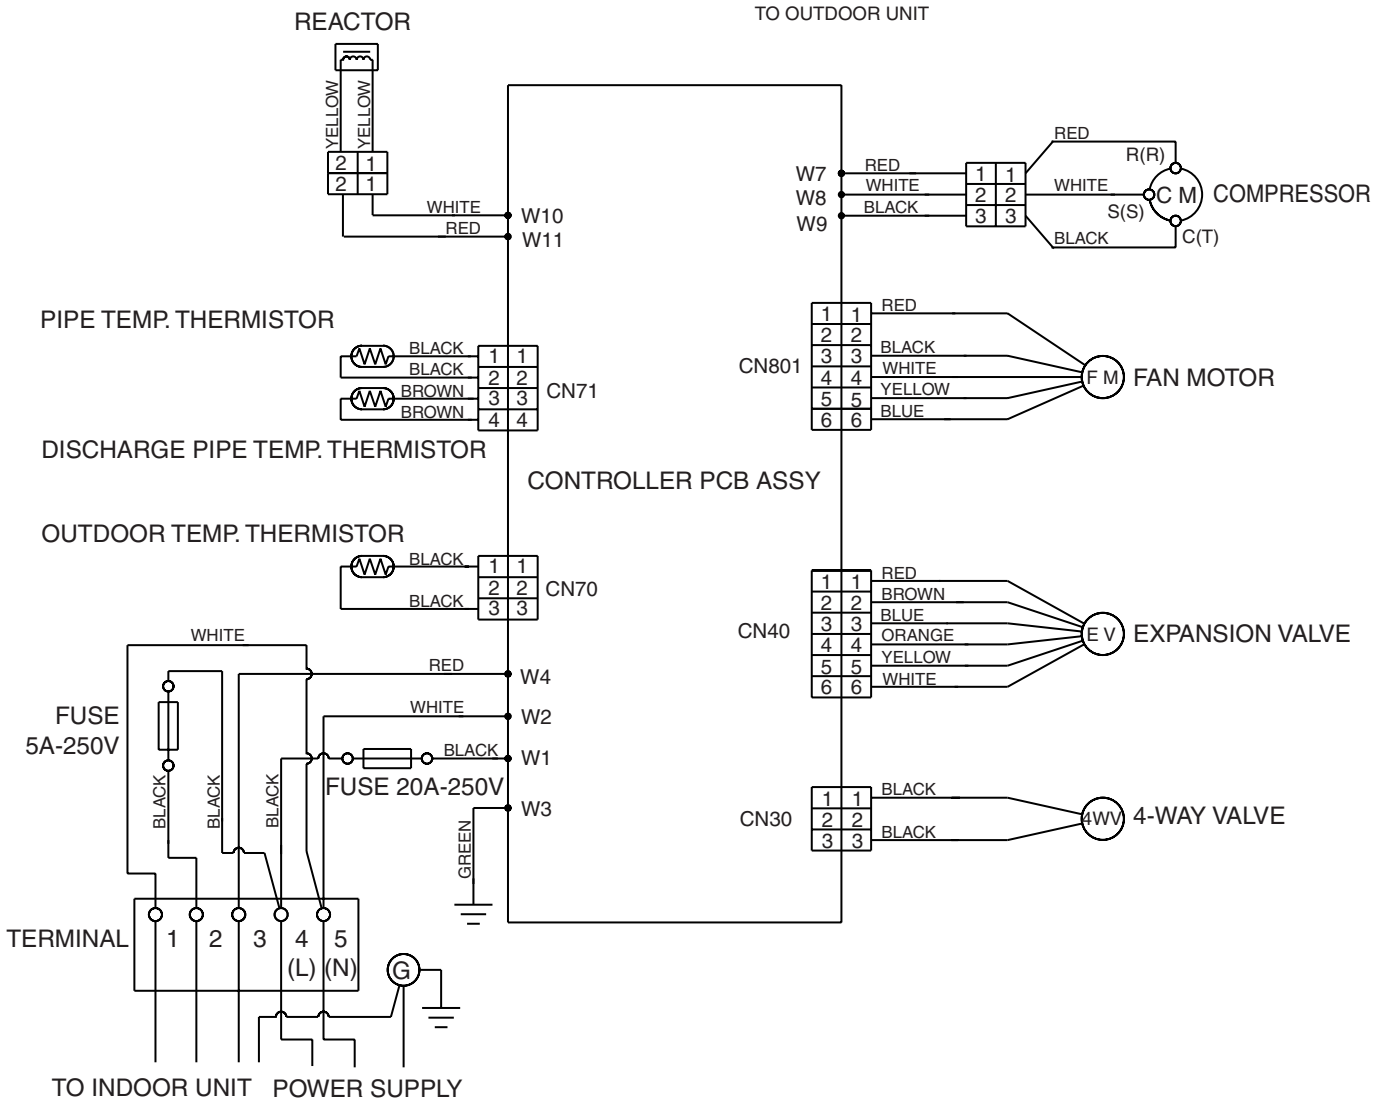 TO OUTDOOR UNIT
REACTOR
YELLOW
YELLOW
2 1
2 1
WHITE
W10
RED
W11
W7
RED
1 1
W8
WHITE
2 2
W9
BLACK
3 3
RED
R(R)
WHITE
S(S)
C M
COMPRESSOR
BLACK
C(T)
PIPE TEMP. THERMISTOR
BLACK
1 1
BLACK
2 2
BROWN
3 3
BROWN
4 4
CN71
DISCHARGE PIPE TEMP. THERMISTOR
CN801
1 1
RED
2 2
3 3
BLACK
4 4
WHITE
5 5
YELLOW
6 6
BLUE
F M
FAN MOTOR
CONTROLLER PCB ASSY
OUTDOOR TEMP. THERMISTOR
BLACK
1 1
2 2
BLACK
3 3
CN70
CN40
1 1
RED
2 2
BROWN
3 3
BLUE
4 4
ORANGE
5 5
YELLOW
6 6
WHITE
E V
EXPANSION VALVE
WHITE
RED
W4
WHITE
W2
BLACK
W1
FUSE 20A-250V
W3
GREEN
FUSE
5A-250V
BLACK
BLACK
BLACK
CN30
1 1
BLACK
2 2
3 3
BLACK
4WV
4-WAY VALVE
TERMINAL
1 2 3 4 5
(L) (N)
G
TO INDOOR UNIT
POWER SUPPLY